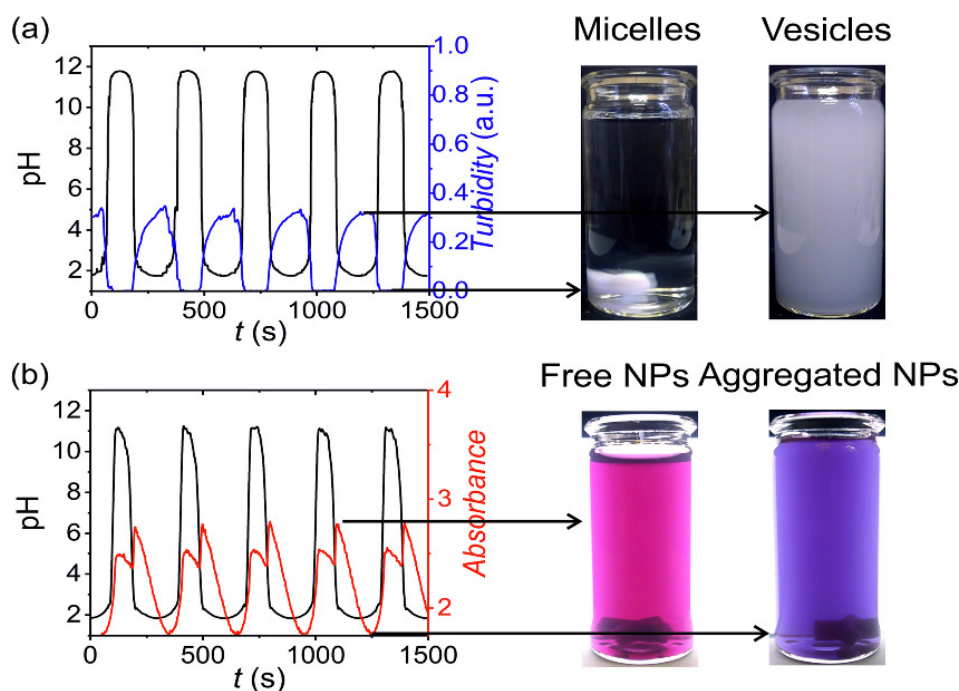 (a)
Micelles
Vesicles
pH
12
10
8
6
4
2
1.0
0.8
0.6
0.4
0.2
0.0
Turbidity (a.u.)
0 500 1000 1500
t (s)
(b)
Free NPs Aggregated NPs
pH
12
10
8
6
4
2
4
3
2
Absorbance
0 500 1000 1500
t (s)